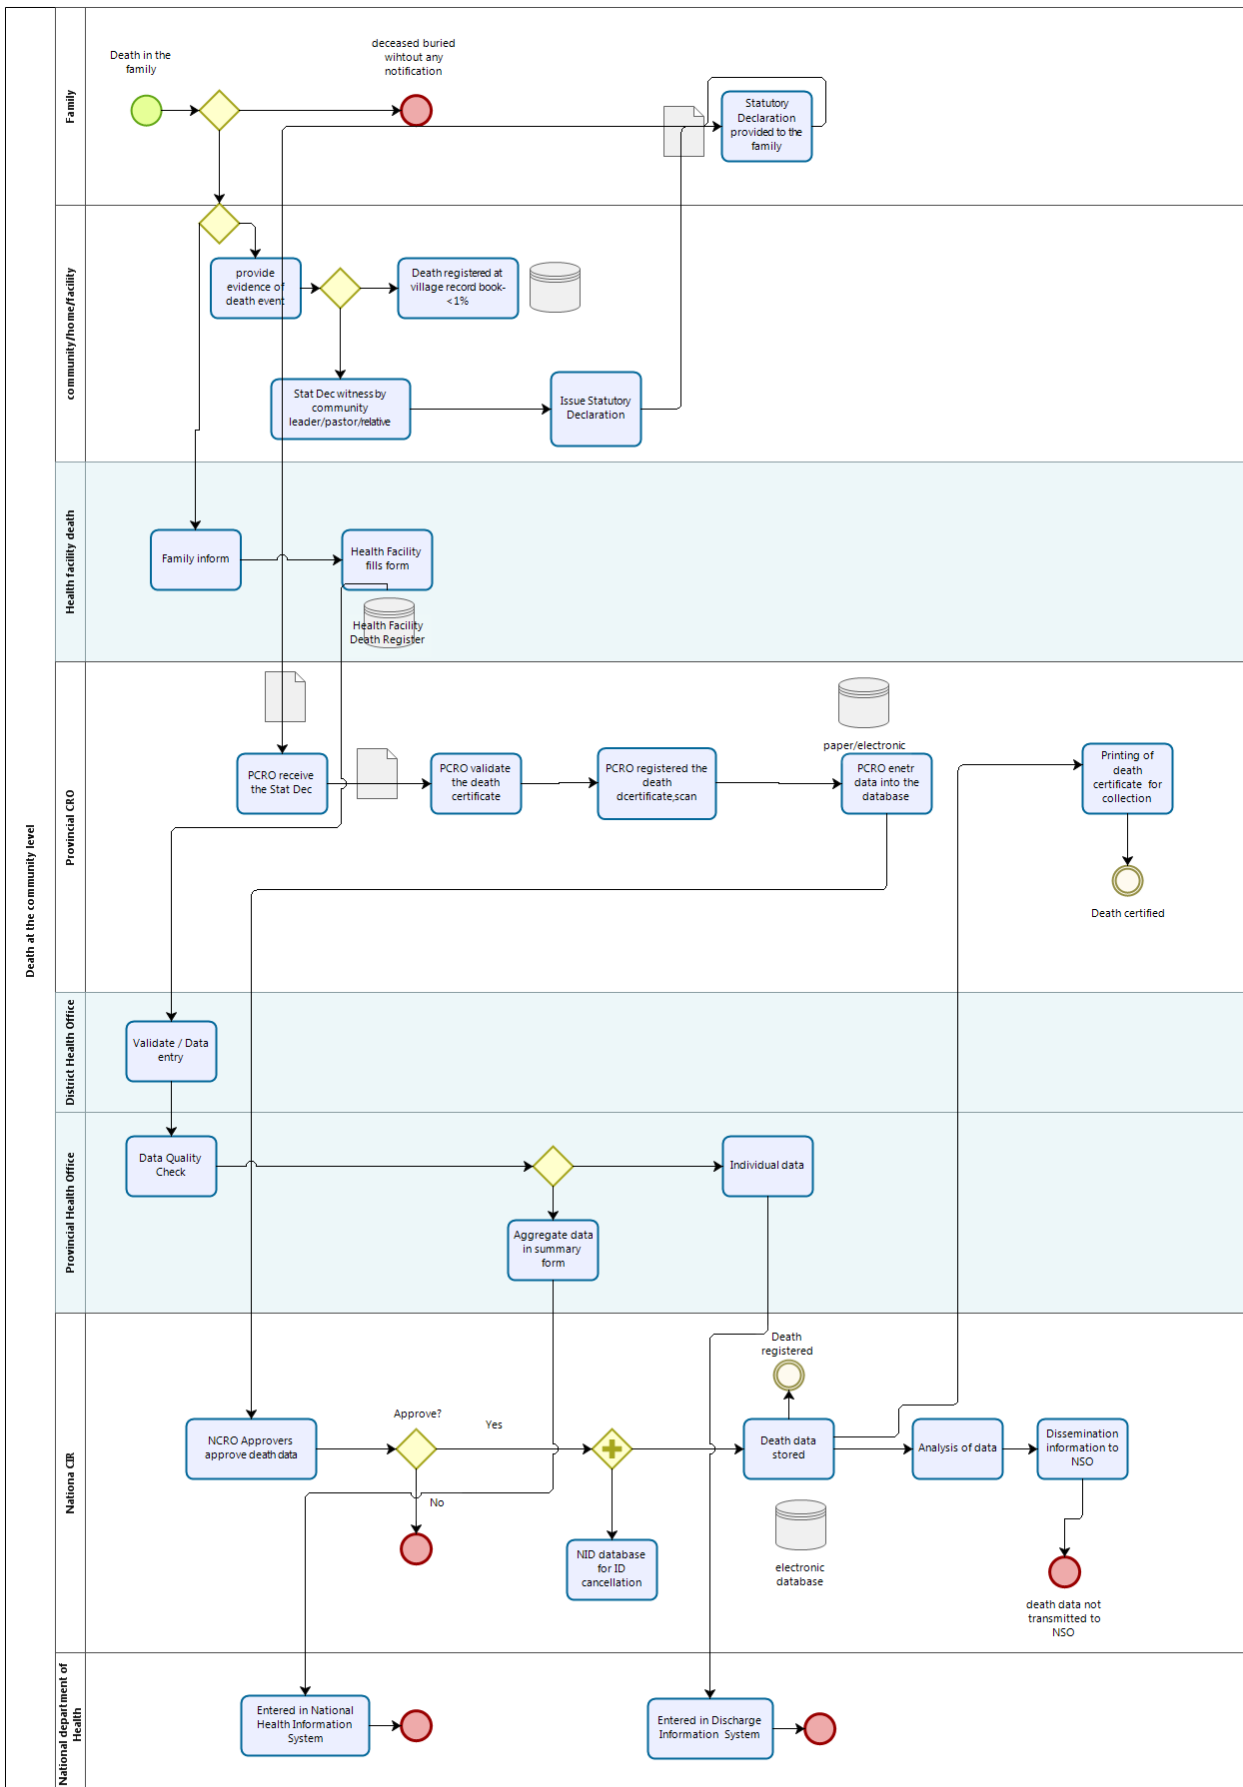 Death at the community level
Family
Death in the
family
deceased buried
wihtout any
notification
Statutory
Declaration
provided to the
family
community/home/facility
provide
evidence of
death event
Death registered at
village record book-
<1%
Stat Dec witness by
community
leader/pastor/relative
Issue Statutory
Declaration
Health facility death
Family inform
Health Facility
fills form
Health Facility
Death Register
Provincial CRO
PCRO receive
the Stat Dec
PCRO validate
the death
certificate
PCRO registered the
death
dcertificate,scan
paper/electronic
PCRO enetr
data into the
database
Printing of
death
certificate for
collection
Death certified
District Health Office
Validate / Data
entry
Provincial Health Office
Data Quality
Check
Individual data
Aggregate data
in summary
form
Nationa CIR
NCRO Approvers
approve death data
Approve?
Yes
No
NID database
for ID
cancellation
Death
registered
Death data
stored
electronic
database
Analysis of data
Dissemination
information to
NSO
death data not
transmitted to
NSO
National department of
Health
Entered in National
Health Information
System
Entered in Discharge
Information System